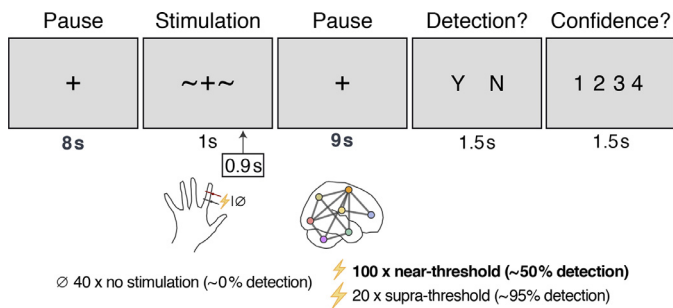 Pause Stimulation Pause Detection? Confidence?
+ ~+~ + Y N 1 2 3 4
8s 1s 9s 1.5s 1.5s
0.9s
|∅
∅ 40 x no stimulation (~0% detection)
100 x near-threshold (~50% detection)
20 x supra-threshold (~95% detection)